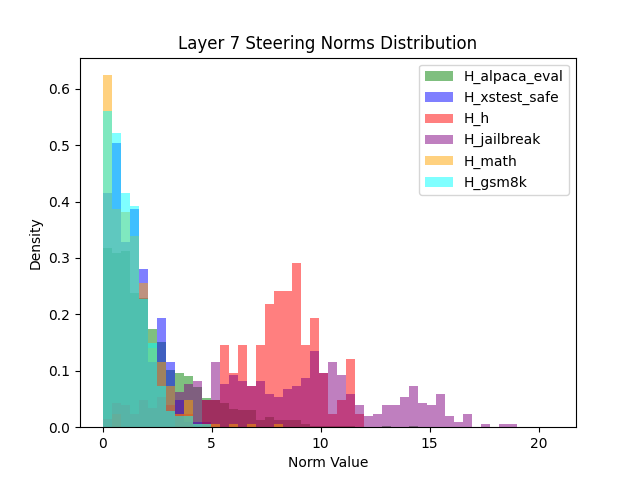 Layer 7 Steering Norms Distribution
H_alpaca_eval
H_xstest_safe
H_h
H_jailbreak
H_math
H_gsm8k
0.6
0.5
0.4
0.3
0.2
0.1
0.0
Density
0 5 10 15 20
Norm Value